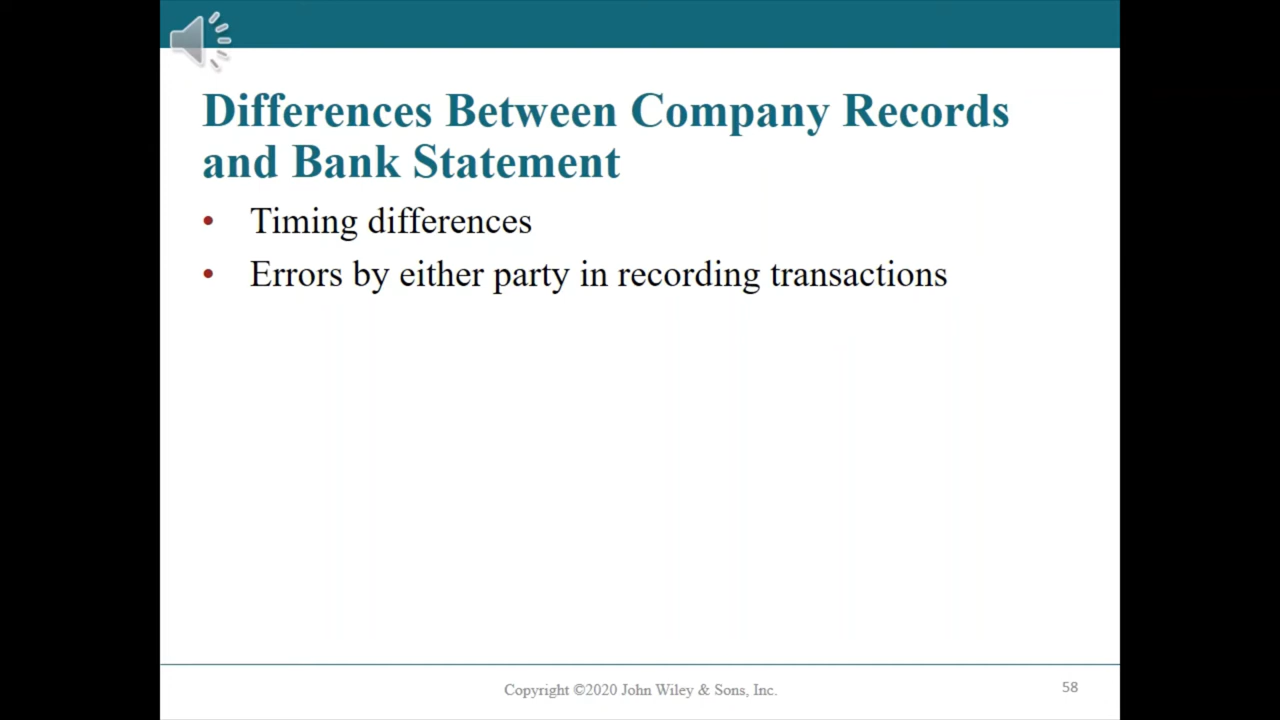 Differences Between Company Records
and Bank Statement
• Timing differences
• Errors by either party in recording transactions
Copyright ©2020 John Wiley & Sons, Inc.
58